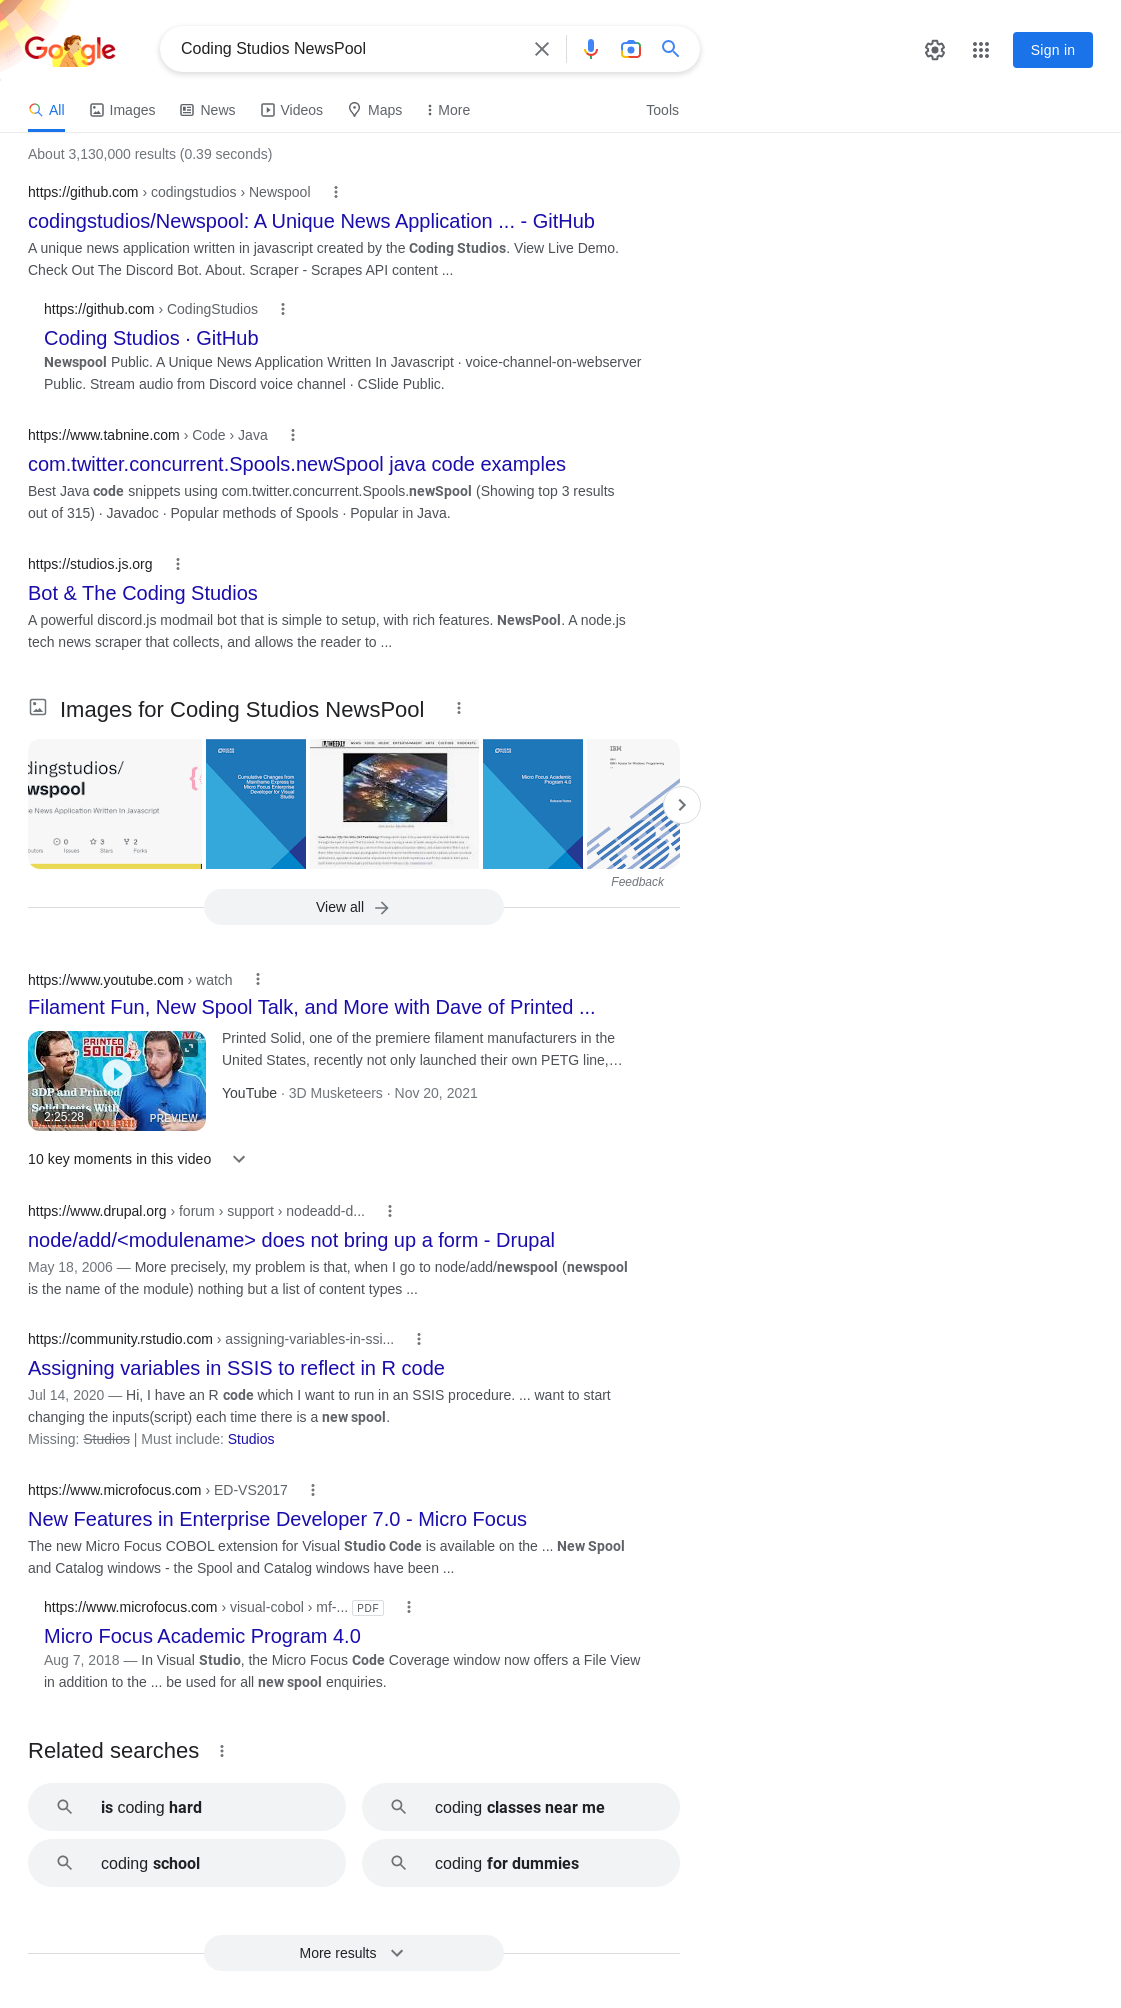 Google
Coding Studios NewsPool
Sign in
All
Images
News
Videos
Maps
More
Tools
About 3,130,000 results (0.39 seconds)
https://github.com › codingstudios › Newspool
codingstudios/Newspool: A Unique News Application ... - GitHub
A unique news application written in javascript created by the Coding Studios. View Live Demo.
Check Out The Discord Bot. About. Scraper - Scrapes API content ...
https://github.com › CodingStudios
Coding Studios · GitHub
Newspool Public. A Unique News Application Written In Javascript · voice-channel-on-webserver
Public. Stream audio from Discord voice channel · CSlide Public.
https://www.tabnine.com › Code › Java
com.twitter.concurrent.Spools.newSpool java code examples
Best Java code snippets using com.twitter.concurrent.Spools.newSpool (Showing top 3 results
out of 315) · Javadoc · Popular methods of Spools · Popular in Java.
https://studios.js.org
Bot & The Coding Studios
A powerful discord.js modmail bot that is simple to setup, with rich features. NewsPool. A node.js
tech news scraper that collects, and allows the reader to ...
Images for Coding Studios NewsPool
dingstudios/
wspool
e News Application Written In Javascript
0
Issues
3
Stars
2
Forks
Cumulative Changes from
Mainframe Express to
Micro Focus Enterprise
Developer for Visual
Studio
Micro Focus Academic
Program 4.0
IBM
Feedback
View all
https://www.youtube.com › watch
Filament Fun, New Spool Talk, and More with Dave of Printed ...
PRINTED
SOLID
3DP and Printed
Solid Deets With
2:25:28
PREVIEW
Printed Solid, one of the premiere filament manufacturers in the
United States, recently not only launched their own PETG line,…
YouTube · 3D Musketeers · Nov 20, 2021
10 key moments in this video
https://www.drupal.org › forum › support › nodeadd-d...
node/add/<modulename> does not bring up a form - Drupal
May 18, 2006 — More precisely, my problem is that, when I go to node/add/newspool (newspool
is the name of the module) nothing but a list of content types ...
https://community.rstudio.com › assigning-variables-in-ssi...
Assigning variables in SSIS to reflect in R code
Jul 14, 2020 — Hi, I have an R code which I want to run in an SSIS procedure. ... want to start
changing the inputs(script) each time there is a new spool.
Missing: Studios | Must include: Studios
https://www.microfocus.com › ED-VS2017
New Features in Enterprise Developer 7.0 - Micro Focus
The new Micro Focus COBOL extension for Visual Studio Code is available on the ... New Spool
and Catalog windows - the Spool and Catalog windows have been ...
https://www.microfocus.com › visual-cobol › mf-... PDF
Micro Focus Academic Program 4.0
Aug 7, 2018 — In Visual Studio, the Micro Focus Code Coverage window now offers a File View
in addition to the ... be used for all new spool enquiries.
Related searches
is coding hard
coding classes near me
coding school
coding for dummies
More results